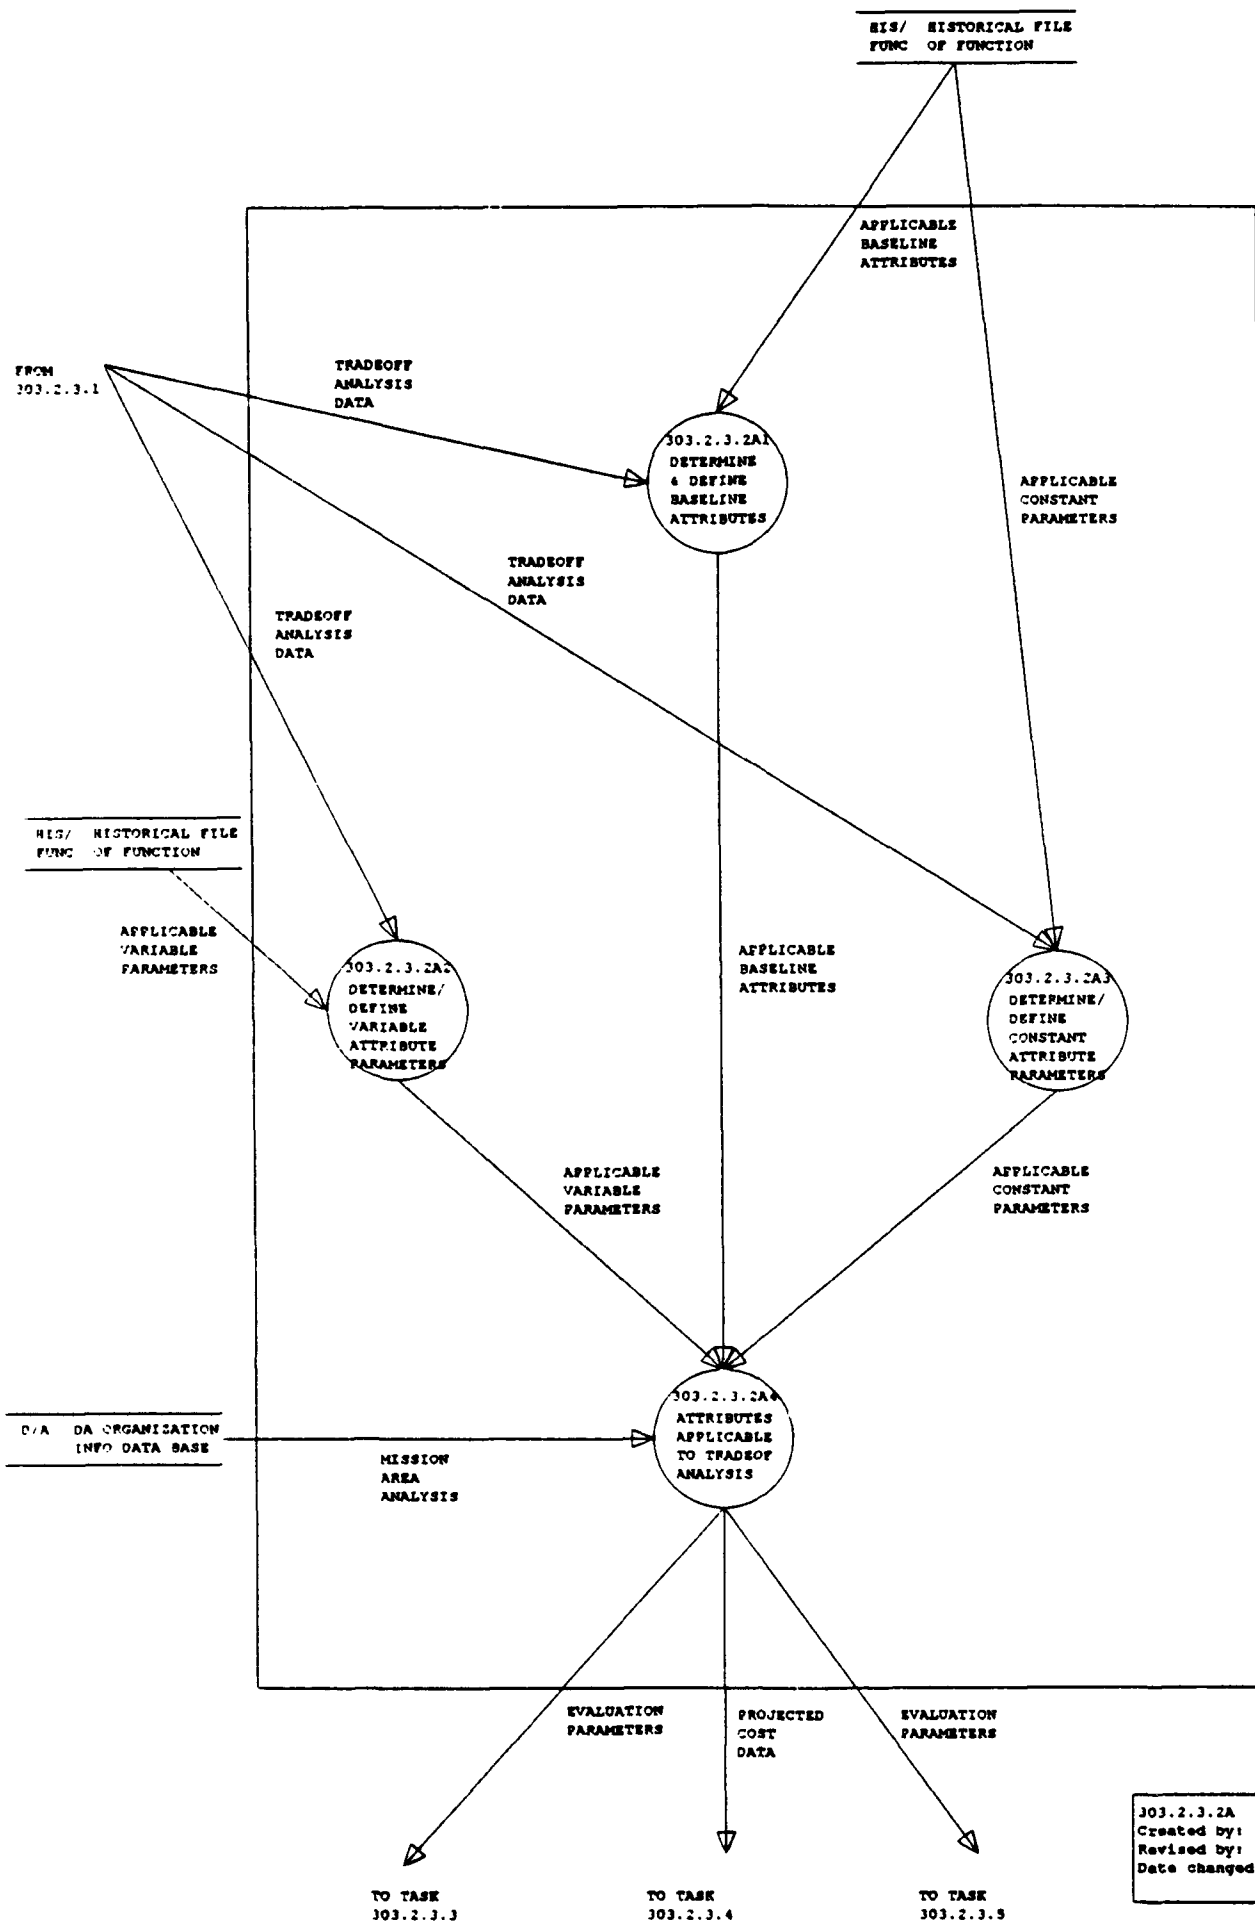 HIS/ HISTORICAL FILE
FUNC OF FUNCTION
APPLICABLE
BASELINE
ATTRIBUTES
FROM
303.2.3.1
TRADEOFF
ANALYSIS
DATA
303.2.3.2A1
DETERMINE
& DEFINE
BASELINE
ATTRIBUTES
APPLICABLE
CONSTANT
PARAMETERS
TRADEOFF
ANALYSIS
DATA
TRADEOFF
ANALYSIS
DATA
HIS/ HISTORICAL FILE
FUNC OF FUNCTION
APPLICABLE
VARIABLE
PARAMETERS
303.2.3.2A2
DETERMINE/
DEFINE
VARIABLE
ATTRIBUTE
PARAMETERS
APPLICABLE
BASELINE
ATTRIBUTES
303.2.3.2A3
DETERMINE/
DEFINE
CONSTANT
ATTRIBUTE
PARAMETERS
APPLICABLE
VARIABLE
PARAMETERS
APPLICABLE
CONSTANT
PARAMETERS
D/A DA ORGANIZATION
INFO DATA BASE
MISSION
AREA
ANALYSIS
303.2.3.2A4
ATTRIBUTES
APPLICABLE
TO TRADEOF
ANALYSIS
EVALUATION
PARAMETERS
PROJECTED
COST
DATA
EVALUATION
PARAMETERS
303.2.3.2A
Created by:
Revised by:
Date changed
TO TASK
303.2.3.3
TO TASK
303.2.3.4
TO TASK
303.2.3.5